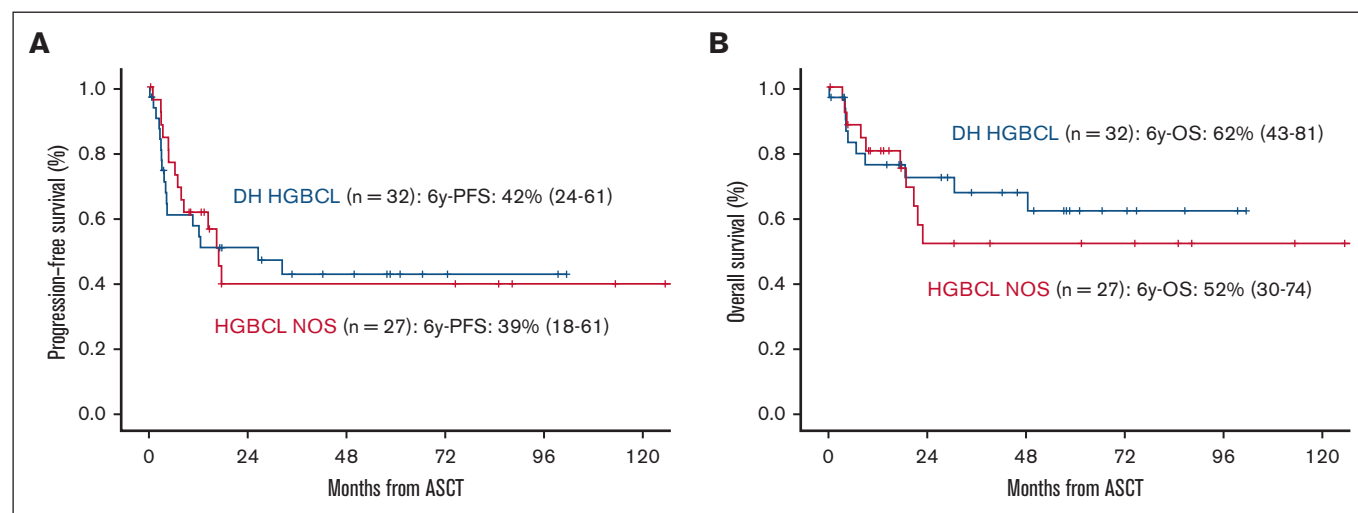 A
Progression–free survival (%)
1.0
0.8
0.6
0.4
0.2
0.0
DH HGBCL (n = 32): 6y-PFS: 42% (24-61)
HGBCL NOS (n = 27): 6y-PFS: 39% (18-61)
0 24 48 72 96 120
Months from ASCT
B
Overall survival (%)
1.0
0.8
0.6
0.4
0.2
0.0
DH HGBCL (n = 32): 6y-OS: 62% (43-81)
HGBCL NOS (n = 27): 6y-OS: 52% (30-74)
0 24 48 72 96 120
Months from ASCT